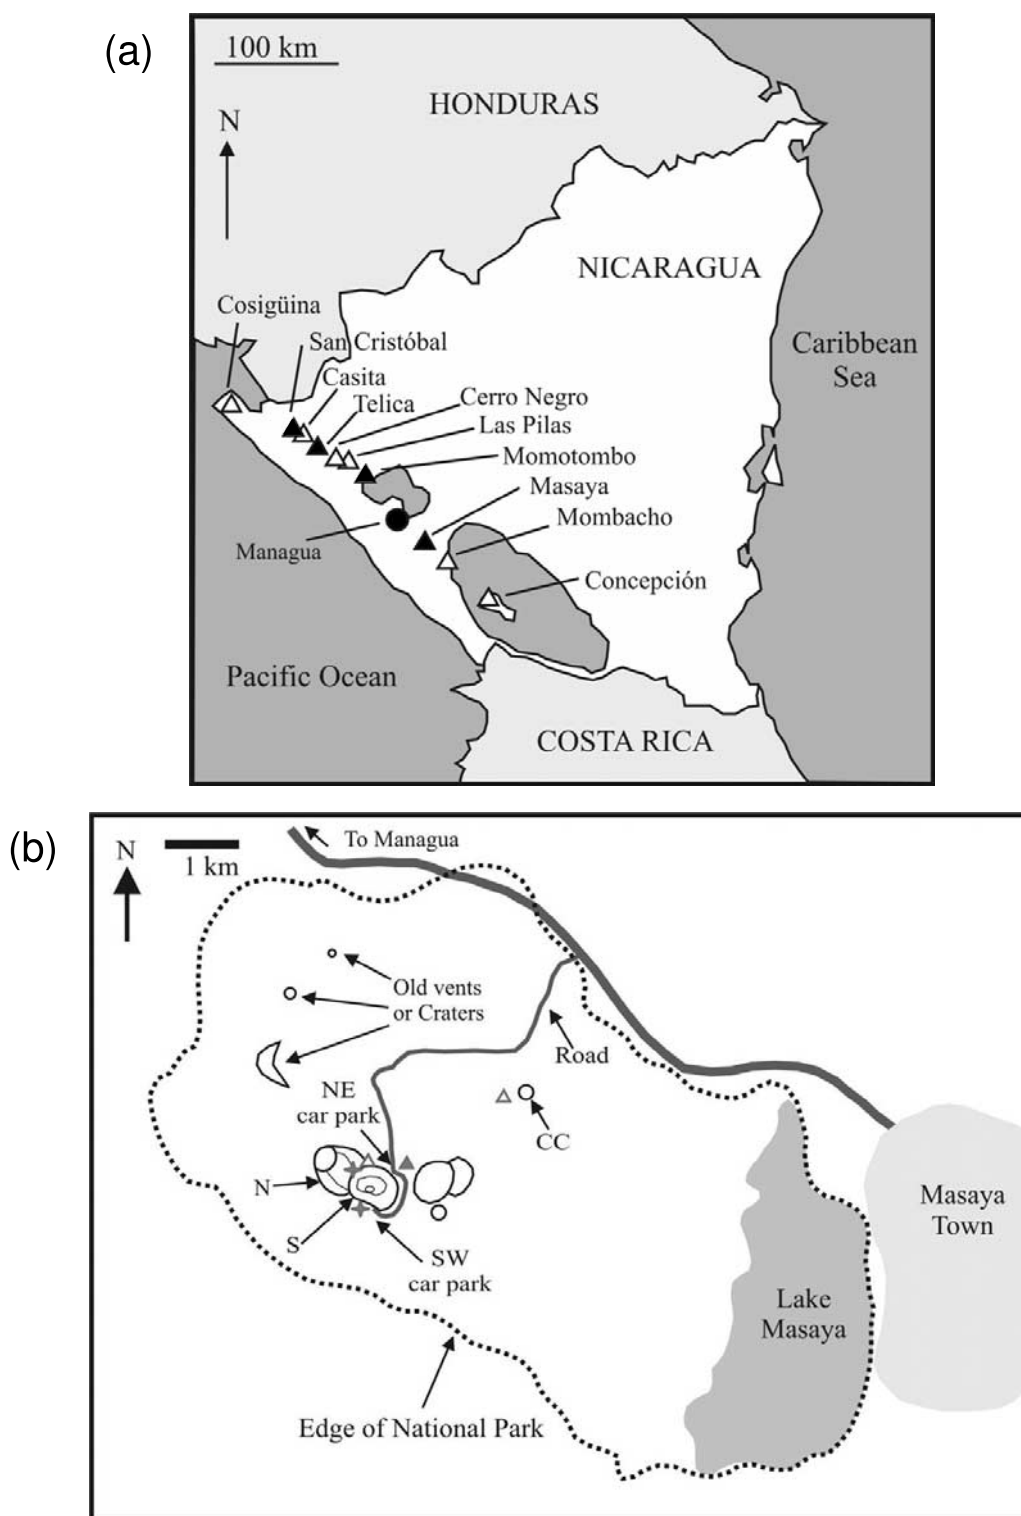 (a)
100 km
HONDURAS
N
NICARAGUA
Cosigüina
San Cristóbal
Caribbean
Sea
Casita
Telica
Cerro Negro
Las Pilas
Momotombo
Masaya
Mombacho
Managua
Concepción
Pacific Ocean
COSTA RICA
(b)
N
1 km
To Managua
Old vents
or Craters
Road
NE
car park
CC
N
S
SW
car park
Masaya
Town
Lake
Masaya
Edge of National Park